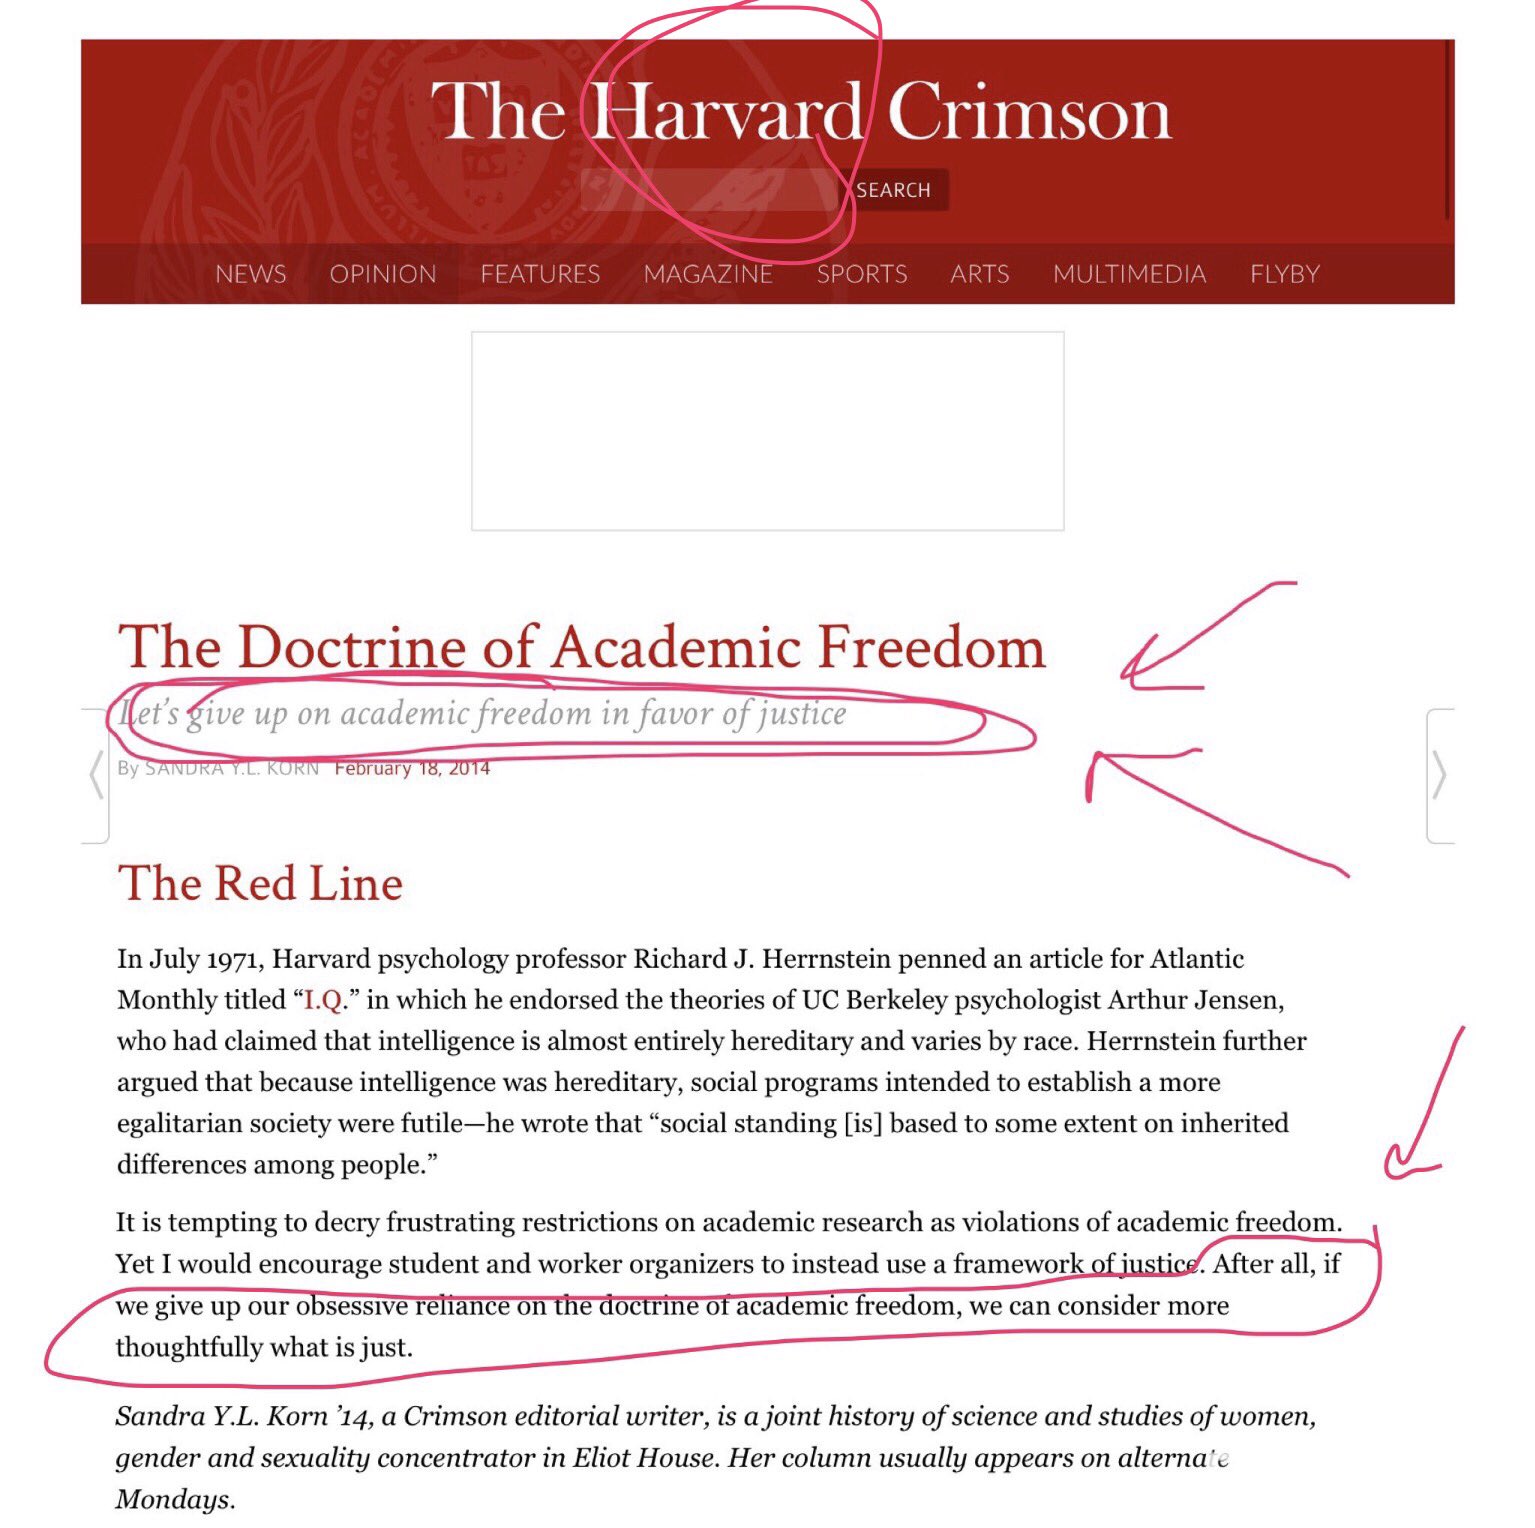 The Harvard Crimson
SEARCH
NEWS OPINION FEATURES MAGAZINE SPORTS ARTS MULTIMEDIA FLYBY
The Doctrine of Academic Freedom
Let’s give up on academic freedom in favor of justice
By SANDRA Y.L. KORN February 18, 2014
The Red Line
In July 1971, Harvard psychology professor Richard J. Herrnstein penned an article for Atlantic
Monthly titled “I.Q.” in which he endorsed the theories of UC Berkeley psychologist Arthur Jensen,
who had claimed that intelligence is almost entirely hereditary and varies by race. Herrnstein further
argued that because intelligence was hereditary, social programs intended to establish a more
egalitarian society were futile—he wrote that “social standing [is] based to some extent on inherited
differences among people.”
It is tempting to decry frustrating restrictions on academic research as violations of academic freedom.
Yet I would encourage student and worker organizers to instead use a framework of justice. After all, if
we give up our obsessive reliance on the doctrine of academic freedom, we can consider more
thoughtfully what is just.
Sandra Y.L. Korn ’14, a Crimson editorial writer, is a joint history of science and studies of women,
gender and sexuality concentrator in Eliot House. Her column usually appears on alternate
Mondays.